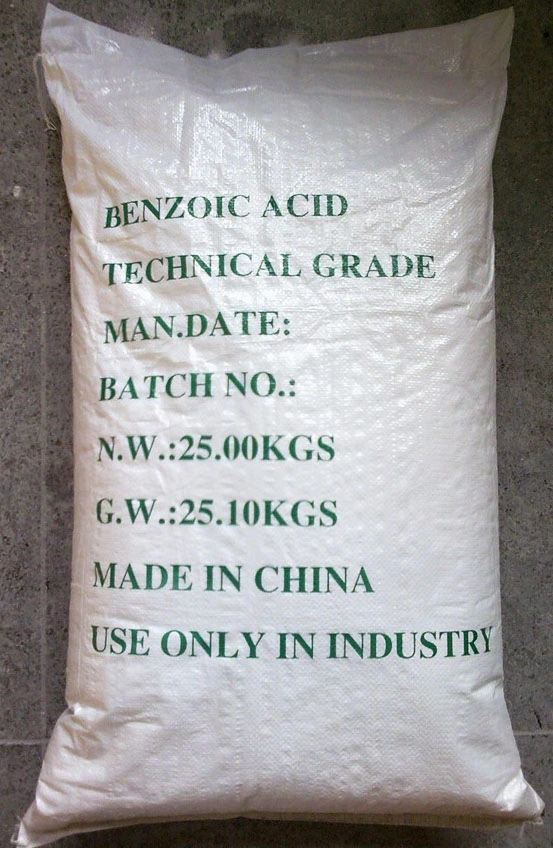 BENZOIC ACID
TECHNICAL GRADE
MAN.DATE:
BATCH NO.:
N.W.:25.00KGS
G.W.:25.10KGS
MADE IN CHINA
USE ONLY IN INDUSTRY